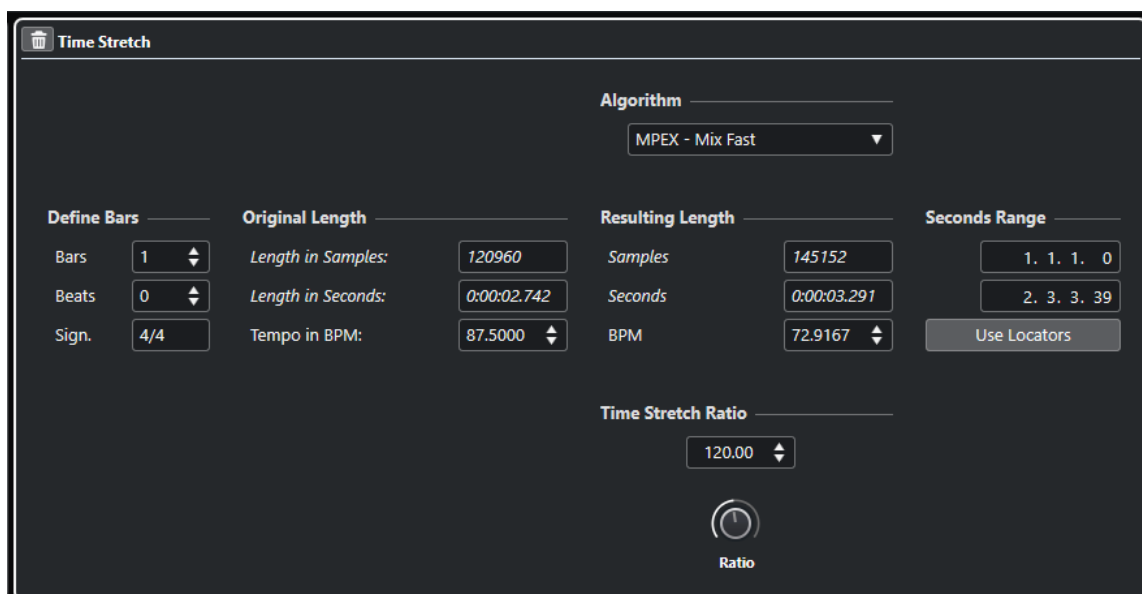 Time Stretch
Algorithm
MPEX - Mix Fast
Define Bars Original Length Resulting Length Seconds Range
Bars 1 Length in Samples: 120960 Samples 145152 1. 1. 1. 0
Beats 0 Length in Seconds: 0:00:02.742 Seconds 0:00:03.291 2. 3. 3. 39
Sign. 4/4 Tempo in BPM: 87.5000 BPM 72.9167 Use Locators
Time Stretch Ratio
120.00
Ratio